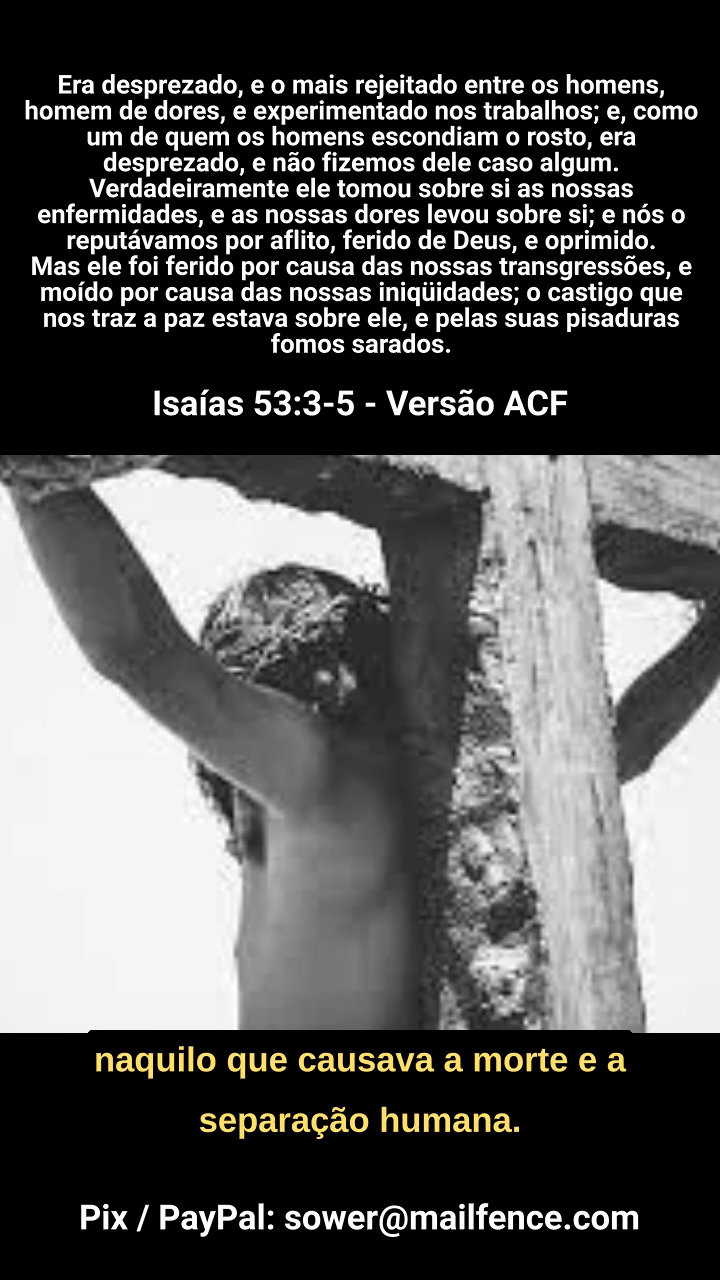 Era desprezado, e o mais rejeitado entre os homens,
homem de dores, e experimentado nos trabalhos; e, como
um de quem os homens escondiam o rosto, era
desprezado, e não fizemos dele caso algum.
Verdadeiramente ele tomou sobre si as nossas
enfermidades, e as nossas dores levou sobre si; e nós o
reputávamos por aflito, ferido de Deus, e oprimido.
Mas ele foi ferido por causa das nossas transgressões, e
moído por causa das nossas iniqüidades; o castigo que
nos traz a paz estava sobre ele, e pelas suas pisaduras
fomos sarados.
Isaías 53:3-5 - Versão ACF
naquilo que causava a morte e a
separação humana.
Pix / PayPal: sower@mailfence.com